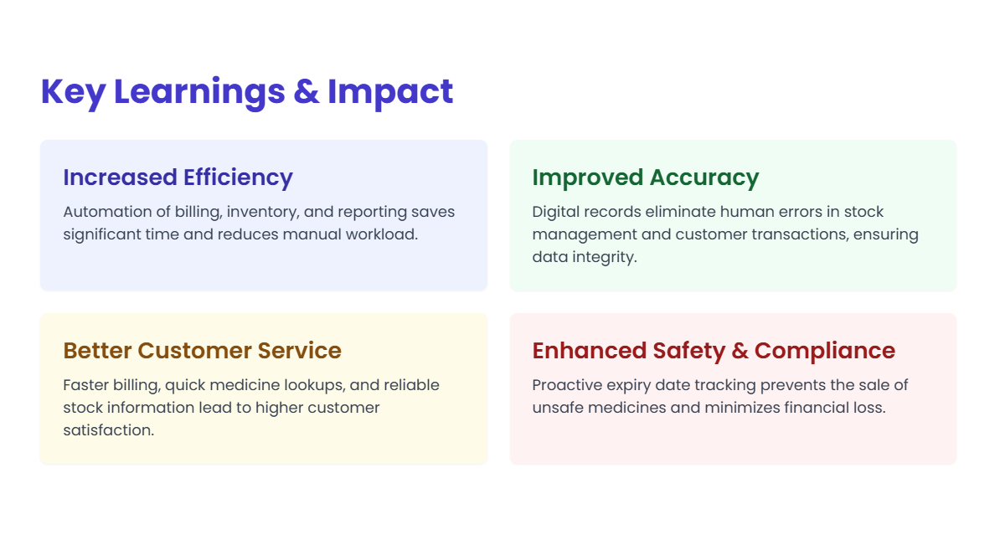 Key Learnings & Impact
Increased Efficiency
Automation of billing, inventory, and reporting saves
significant time and reduces manual workload.
Improved Accuracy
Digital records eliminate human errors in stock
management and customer transactions, ensuring
data integrity.
Better Customer Service
Faster billing, quick medicine lookups, and reliable
stock information lead to higher customer
satisfaction.
Enhanced Safety & Compliance
Proactive expiry date tracking prevents the sale of
unsafe medicines and minimizes financial loss.